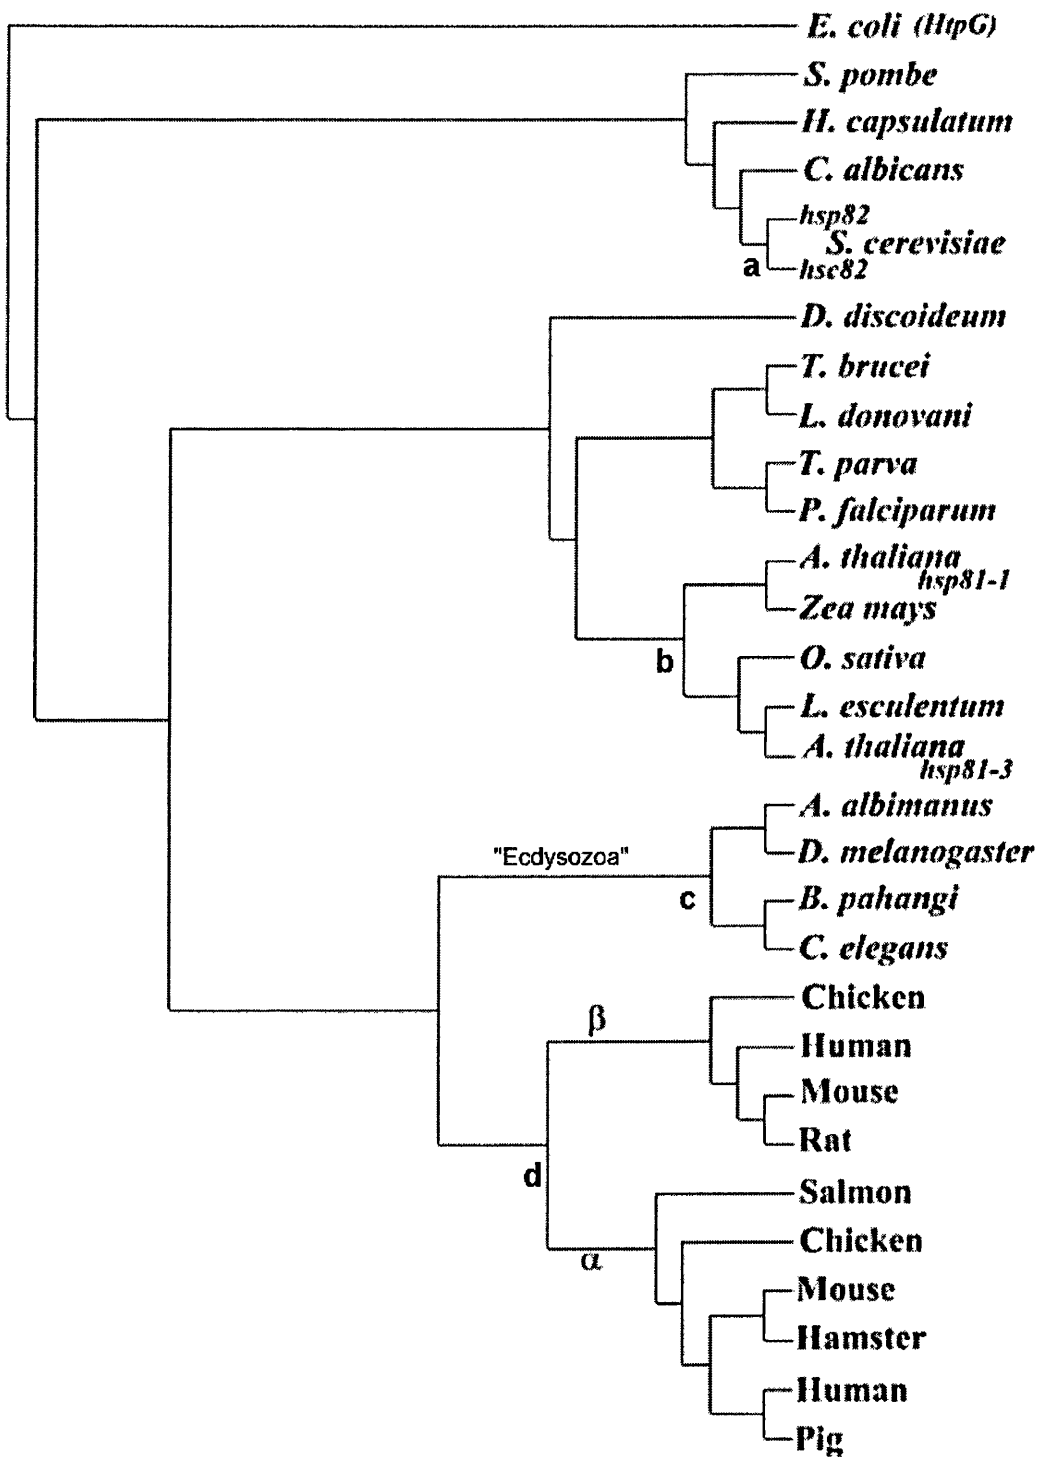 E. coli (HtpG)
S. pombe
H. capsulatum
C. albicans
hsp82
S. cerevisiae
a
hsc82
D. discoideum
T. brucei
L. donovani
T. parva
P. falciparum
A. thaliana
hsp81-1
Zea mays
b
O. sativa
L. esculentum
A. thaliana
hsp81-3
A. albimanus
"Ecdysozoa"
D. melanogaster
c
B. pahangi
C. elegans
Chicken
β
Human
Mouse
Rat
d
Salmon
Chicken
α
Mouse
Hamster
Human
Pig